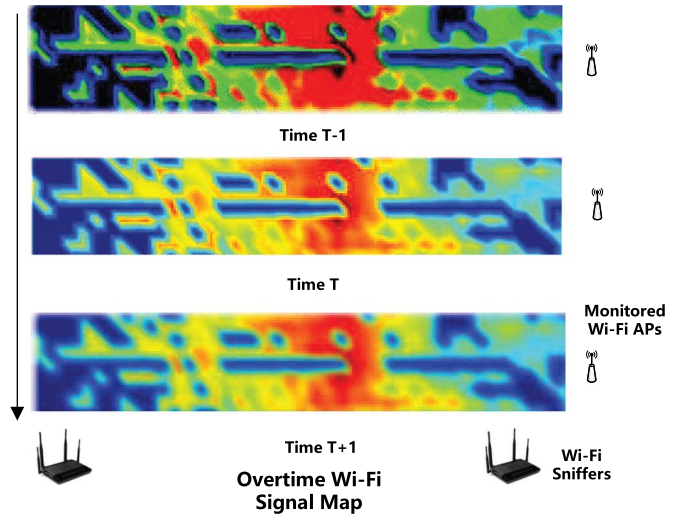 Time T-1
Time T
Monitored
Wi-Fi APs
Time T+1
Wi-Fi
Sniffers
Overtime Wi-Fi
Signal Map